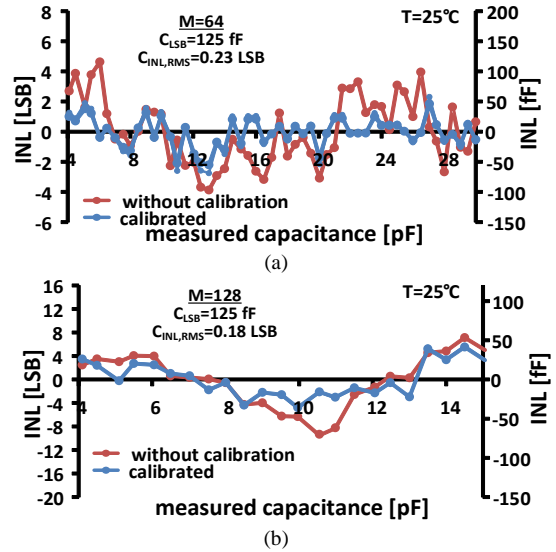 8
6
4
2
0
-2
-4
-6
INL [LSB]
M=64
C_LSB=125 fF
C_INL,RMS=0.23 LSB
T=25°C
200
150
100
50
0
-50
-100
-150
INL [fF]
4 8 12 16 20 24 28
without calibration
calibrated
measured capacitance [pF]
(a)
16
12
8
4
0
-4
-8
-12
-16
-20
INL [LSB]
M=128
C_LSB=125 fF
C_INL,RMS=0.18 LSB
T=25°C
100
50
0
-50
-100
-150
INL [fF]
4 6 8 10 12 14
without calibration
calibrated
measured capacitance [pF]
(b)